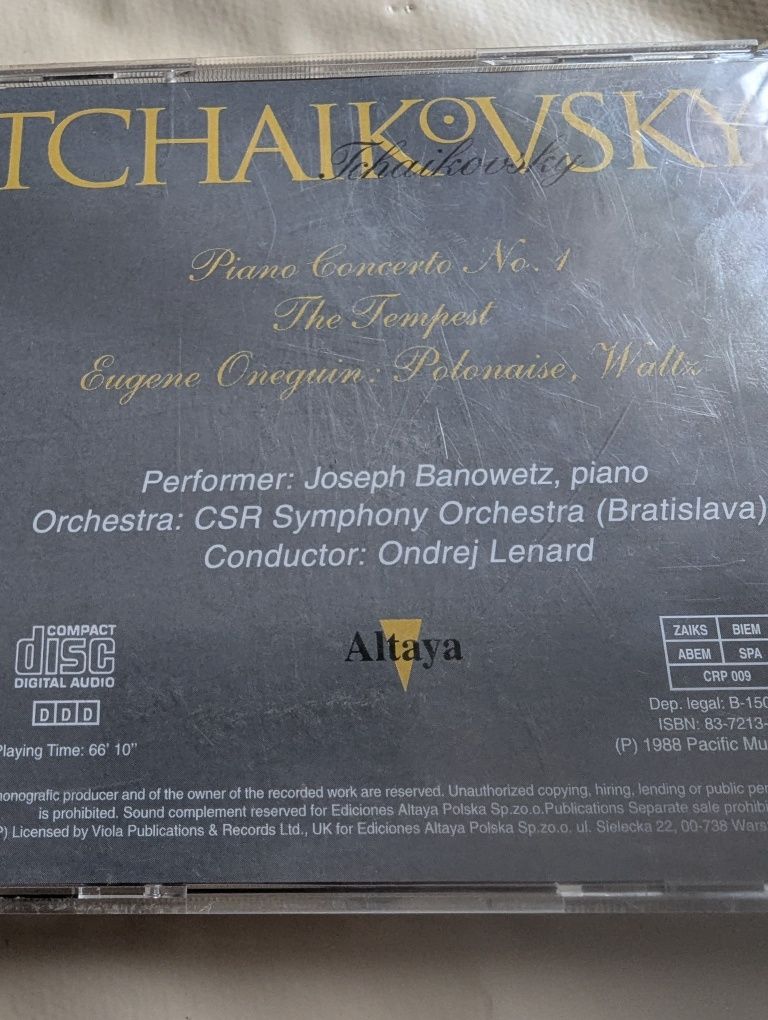 TCHAIKOVSKY
Tchaikovsky
Piano Concerto No. 1
The Tempest
Eugene Oneguin: Polonaise, Waltz
Performer: Joseph Banowetz, piano
Orchestra: CSR Symphony Orchestra (Bratislava)
Conductor: Ondrej Lenard
COMPACT
disc
DIGITAL AUDIO
DDD
Altaya
ZAIKS BIEM
ABEM SPA
CRP 009
Dep. legal: B-150
ISBN: 83-7213-
(P) 1988 Pacific Mu
Playing Time: 66' 10"
onografic producer and of the owner of the recorded work are reserved. Unauthorized copying, hiring, lending or public per
is prohibited. Sound complement reserved for Ediciones Altaya Polska Sp.zo.o.Publications Separate sale prohibi
P) Licensed by Viola Publications & Records Ltd., UK for Ediciones Altaya Polska Sp.zo.o. ul. Sielecka 22, 00-738 Wars